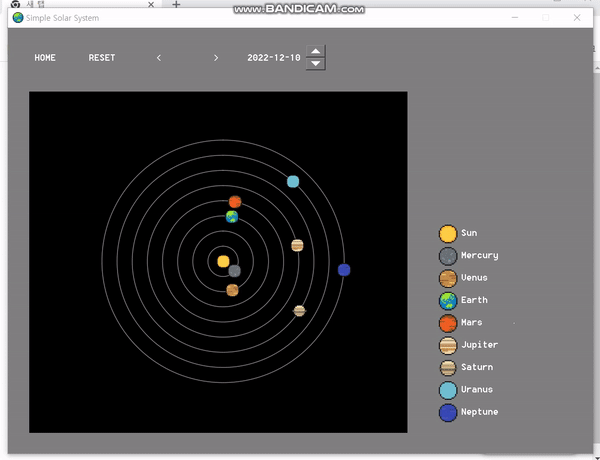 새 탭
www.BANDICAM.com
Simple Solar System
HOME RESET < > 2022-12-10
Sun
Mercury
Venus
Earth
Mars
Jupiter
Saturn
Uranus
Neptune